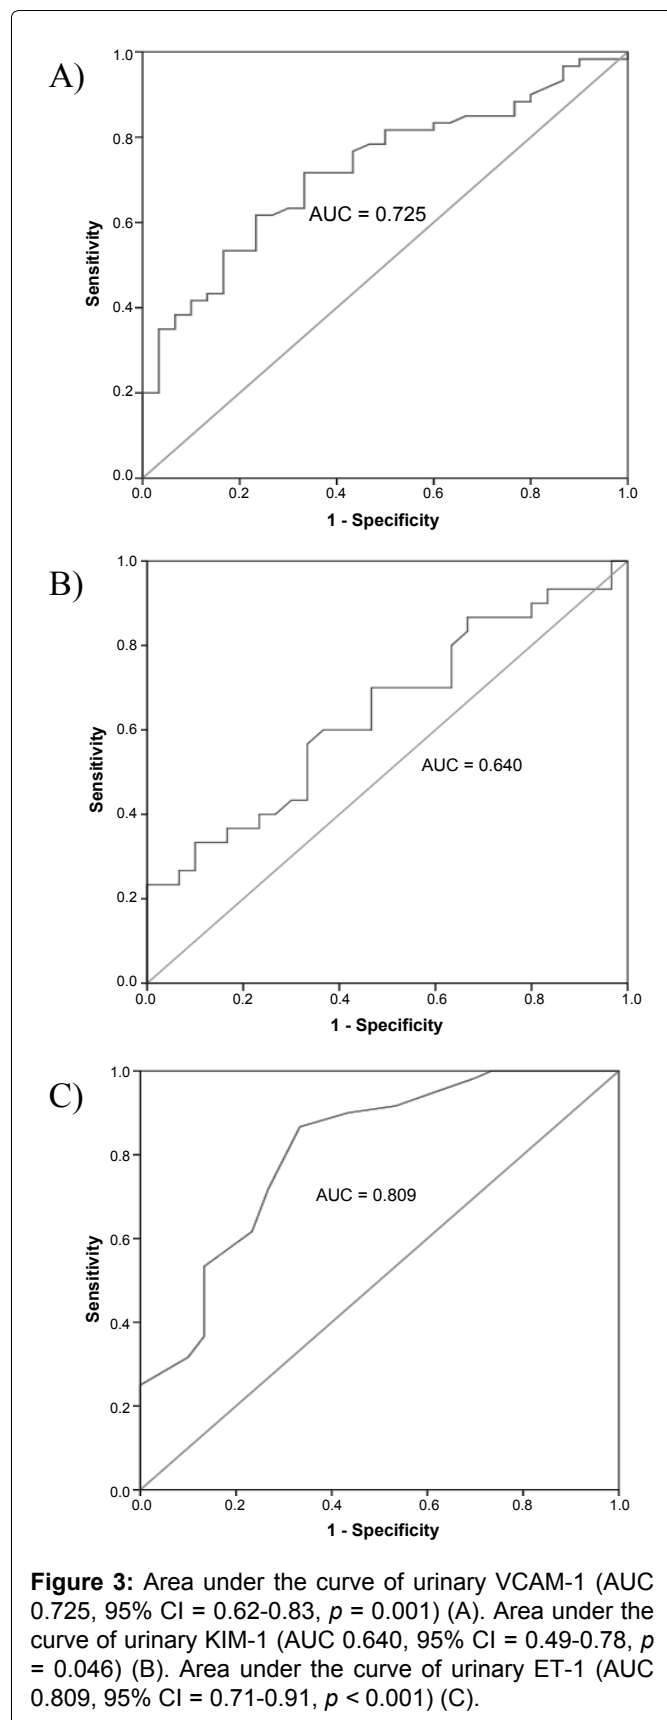 A)
1.0
0.8
0.6
0.4
0.2
0.0
Sensitivity
AUC = 0.725
0.0 0.2 0.4 0.6 0.8 1.0
1 - Specificity
B)
1.0
0.8
0.6
0.4
0.2
0.0
Sensitivity
AUC = 0.640
0.0 0.2 0.4 0.6 0.8 1.0
1 - Specificity
C)
1.0
0.8
0.6
0.4
0.2
0.0
Sensitivity
AUC = 0.809
0.0 0.2 0.4 0.6 0.8 1.0
1 - Specificity
Figure 3: Area under the curve of urinary VCAM-1 (AUC
0.725, 95% CI = 0.62-0.83, p = 0.001) (A). Area under the
curve of urinary KIM-1 (AUC 0.640, 95% CI = 0.49-0.78, p
= 0.046) (B). Area under the curve of urinary ET-1 (AUC
0.809, 95% CI = 0.71-0.91, p < 0.001) (C).